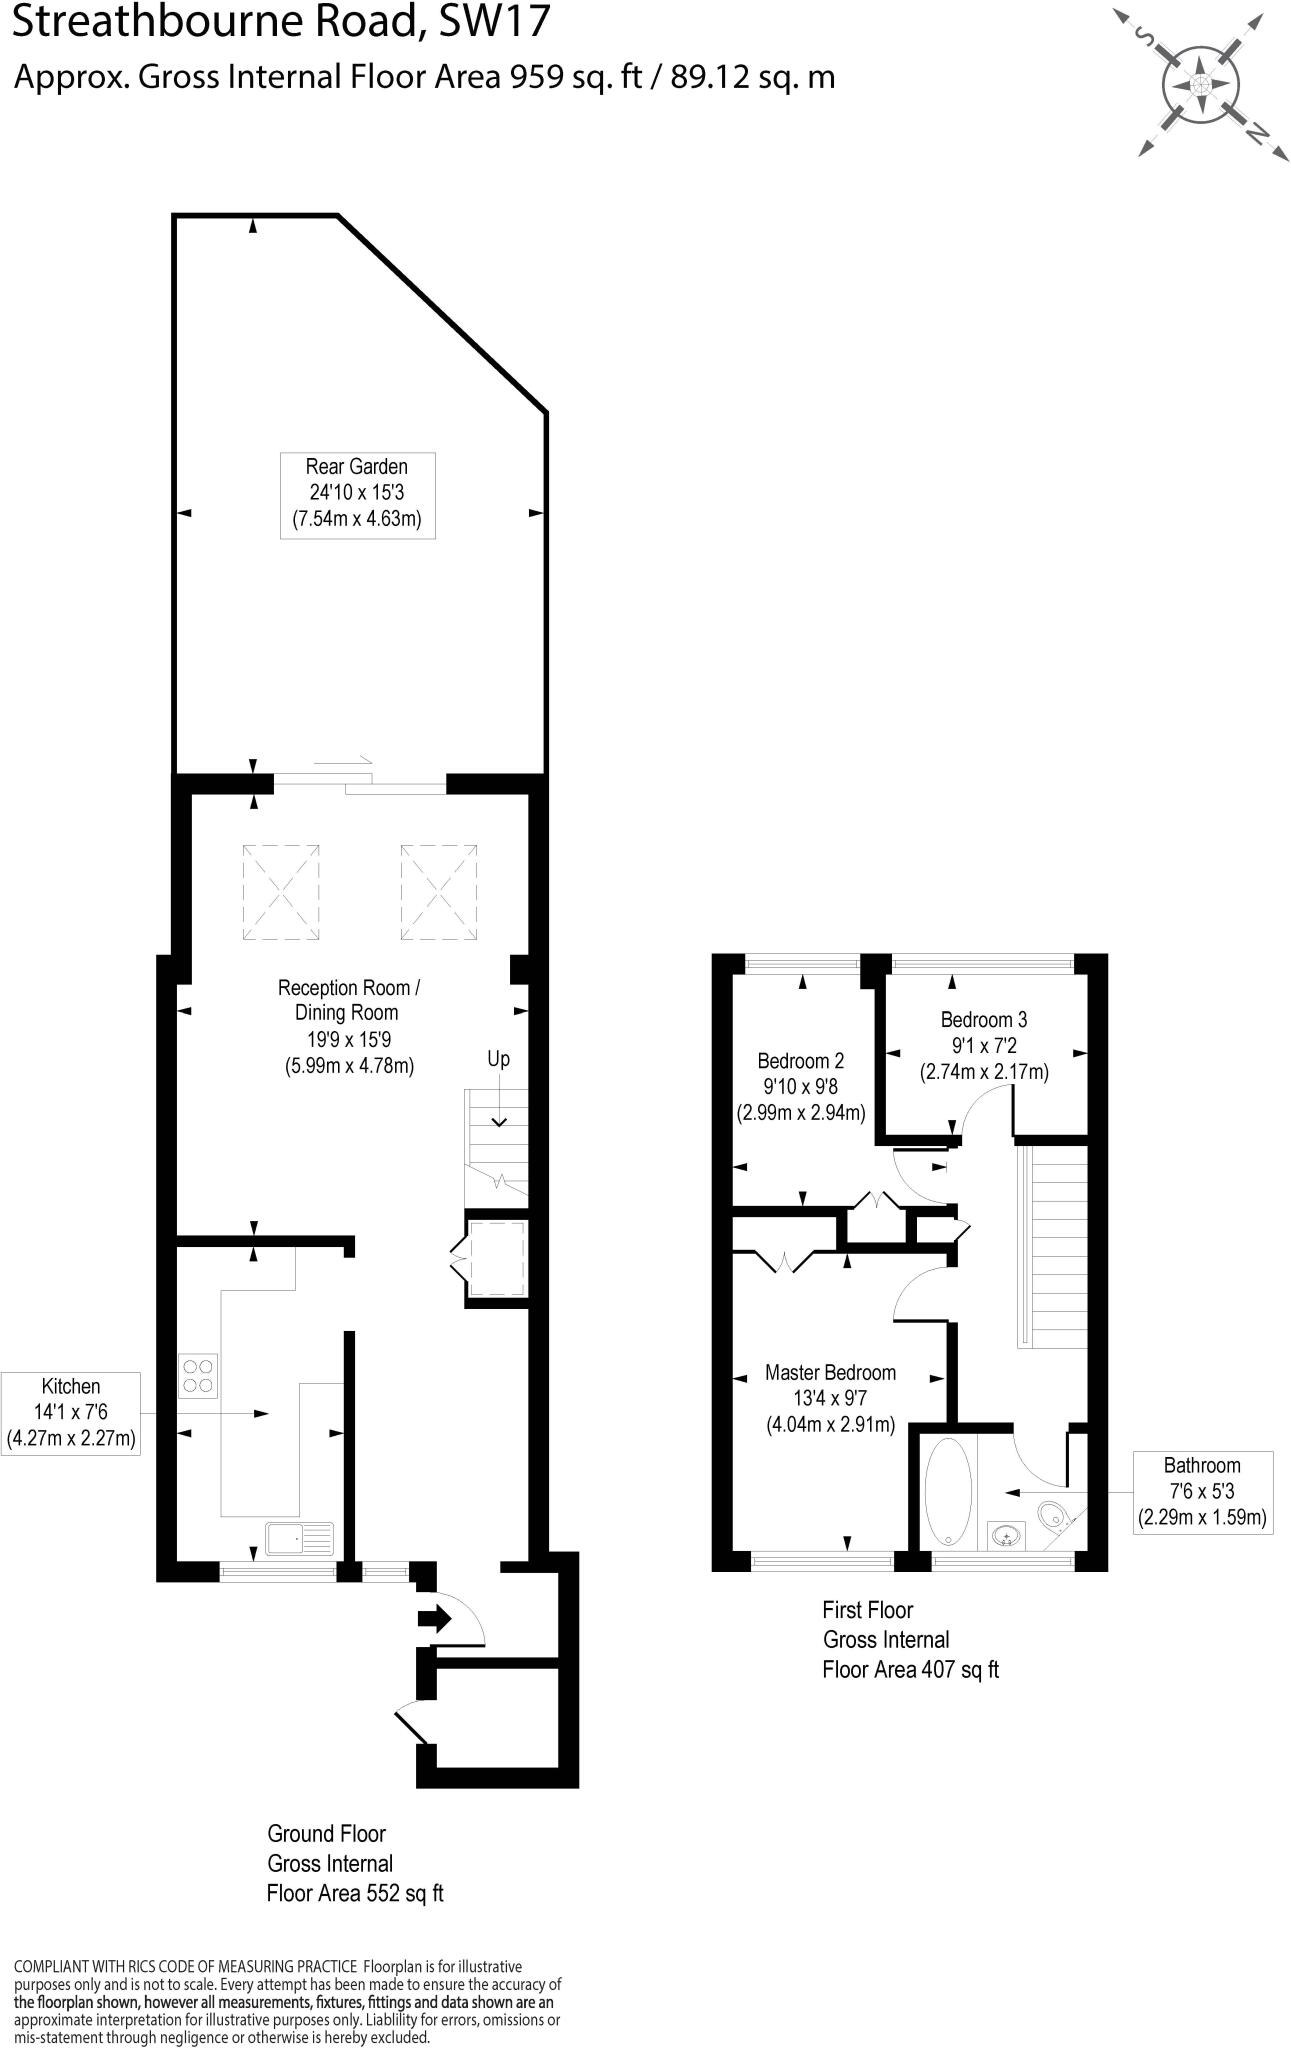 Streathbourne Road, SW17
Approx. Gross Internal Floor Area 959 sq. ft / 89.12 sq. m
S
N
Rear Garden
24'10 x 15'3
(7.54m x 4.63m)
Reception Room /
Dining Room
19'9 x 15'9
(5.99m x 4.78m)
Up
Kitchen
14'1 x 7'6
(4.27m x 2.27m)
Bedroom 2
9'10 x 9'8
(2.99m x 2.94m)
Bedroom 3
9'1 x 7'2
(2.74m x 2.17m)
Master Bedroom
13'4 x 9'7
(4.04m x 2.91m)
Bathroom
7'6 x 5'3
(2.29m x 1.59m)
First Floor
Gross Internal
Floor Area 407 sq ft
Ground Floor
Gross Internal
Floor Area 552 sq ft
COMPLIANT WITH RICS CODE OF MEASURING PRACTICE  Floorplan is for illustrative
purposes only and is not to scale. Every attempt has been made to ensure the accuracy of
the floorplan shown, however all measurements, fixtures, fittings and data shown are an
approximate interpretation for illustrative purposes only. Liablility for errors, omissions or
mis-statement through negligence or otherwise is hereby excluded.